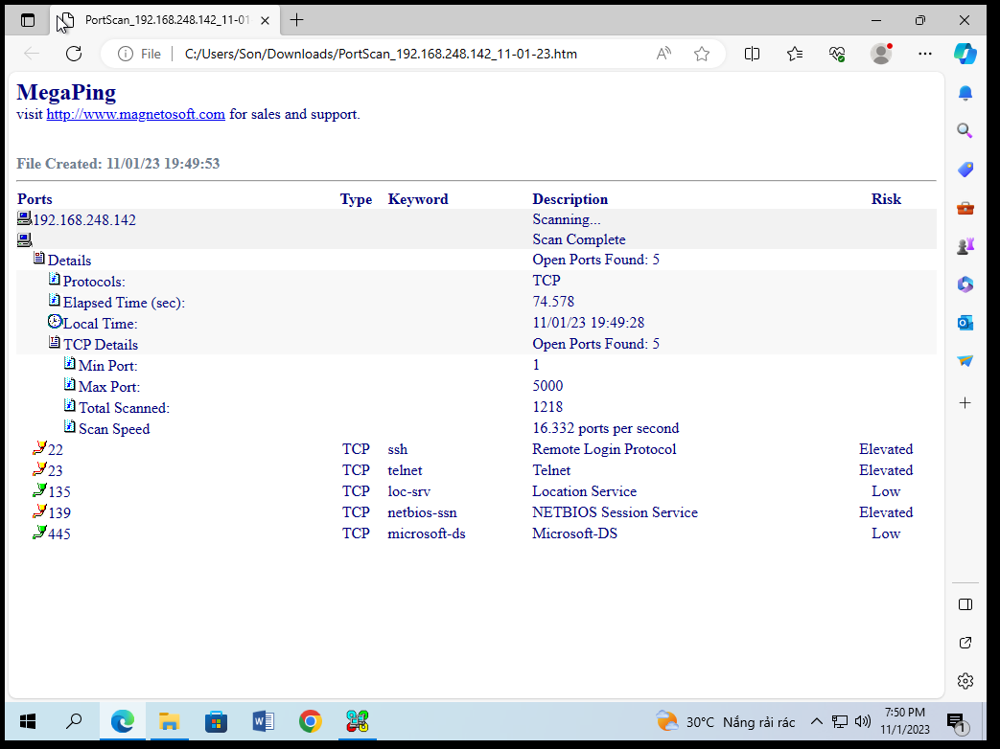 PortScan_192.168.248.142_11-01
File C:/Users/Son/Downloads/PortScan_192.168.248.142_11-01-23.htm
MegaPing
visit http://www.magnetosoft.com for sales and support.
File Created: 11/01/23 19:49:53
Ports Type Keyword Description Risk
192.168.248.142 Scanning...
Scan Complete
Details Open Ports Found: 5
Protocols: TCP
Elapsed Time (sec): 74.578
Local Time: 11/01/23 19:49:28
TCP Details Open Ports Found: 5
Min Port: 1
Max Port: 5000
Total Scanned: 1218
Scan Speed 16.332 ports per second
22 TCP ssh Remote Login Protocol Elevated
23 TCP telnet Telnet Elevated
135 TCP loc-srv Location Service Low
139 TCP netbios-ssn NETBIOS Session Service Elevated
445 TCP microsoft-ds Microsoft-DS Low
30°C Nắng rải rác 7:50 PM
11/1/2023 1